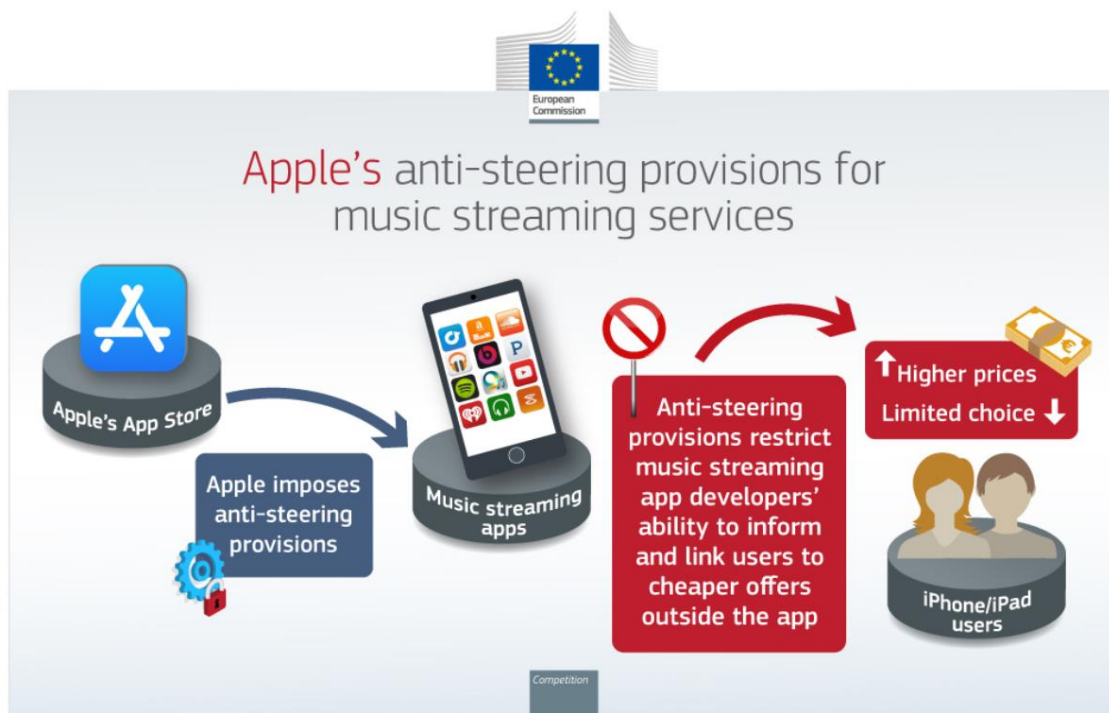 European
Commission
Apple's anti-steering provisions for
music streaming services
Apple's App Store
Apple imposes
anti-steering
provisions
Music streaming
apps
Anti-steering
provisions restrict
music streaming
app developers'
ability to inform
and link users to
cheaper offers
outside the app
Higher prices
Limited choice
iPhone/iPad
users
Competition